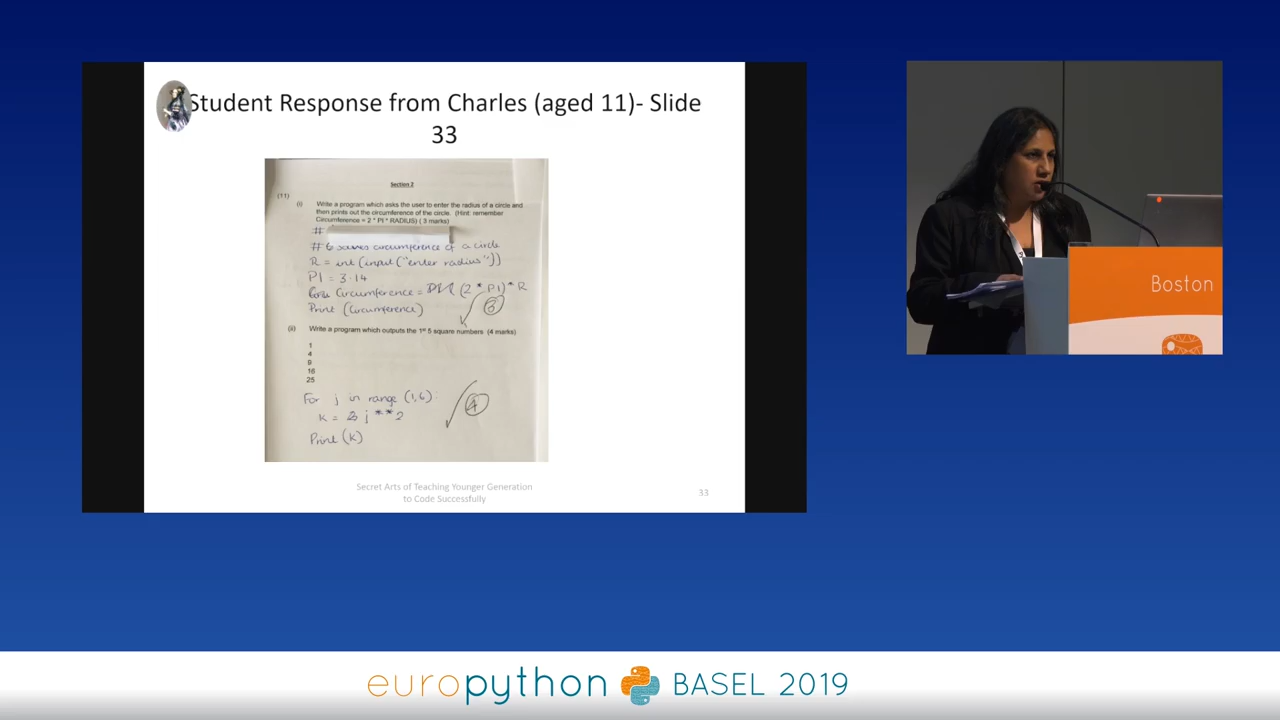 Student Response from Charles (aged 11)- Slide
33
Section 2
(11)
(i) Write a program which asks the user to enter the radius of a circle and
then prints out the circumference of the circle. (Hint: remember
Circumference = 2 * PI * RADIUS) ( 3 marks)
#
# 6 saves circumference of a circle
R = int (input ("enter radius"))
PI = 3.14
Circumference = (2 * PI) * R
Print (Circumference)
3
(ii) Write a program which outputs the 1st 5 square numbers (4 marks)
1
4
9
16
25
For j in range (1,6):
K = j ** 2
4
Print (K)
Secret Arts of Teaching Younger Generation
to Code Successfully
33
Boston
europython BASEL 2019